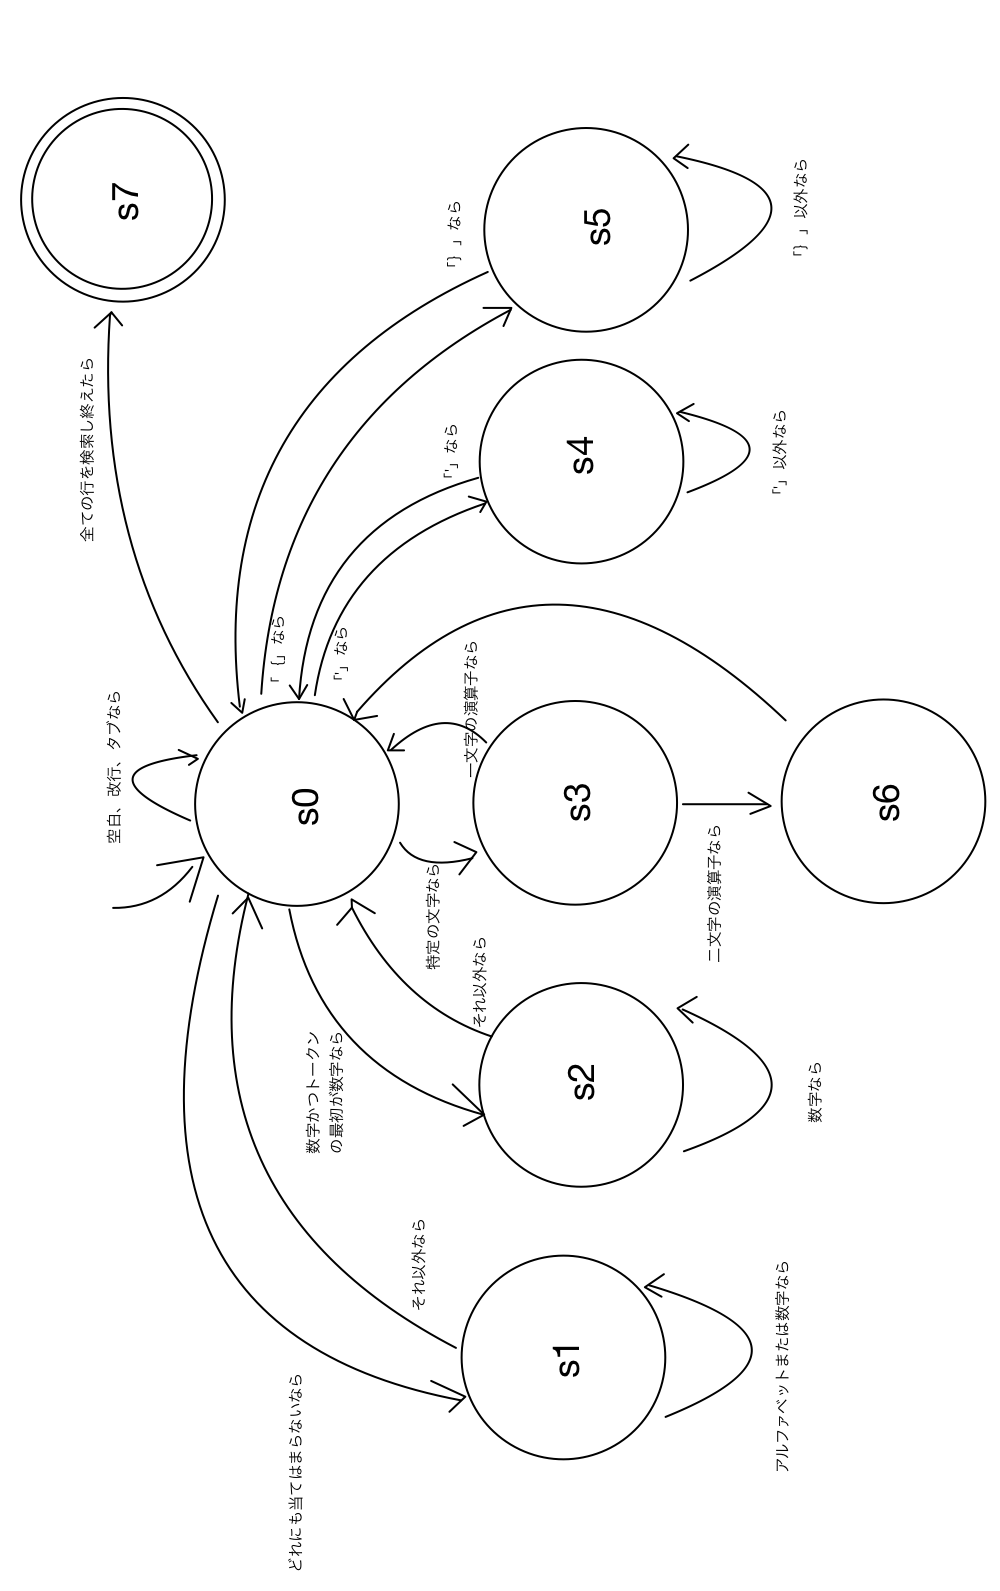 どれにも当てはまらないなら
それ以外なら
s1
アルファベットまたは数字なら
数字かつトークン
の最初が数字なら
それ以外なら
s2
数字なら
空白、改行、タブなら
s0
特定の文字なら
一文字の演算子なら
s3
二文字の演算子なら
s6
「'」なら
「'」なら
s4
「'」以外なら
「｛」なら
「｝」なら
s5
「｝」以外なら
全ての行を検索し終えたら
s7